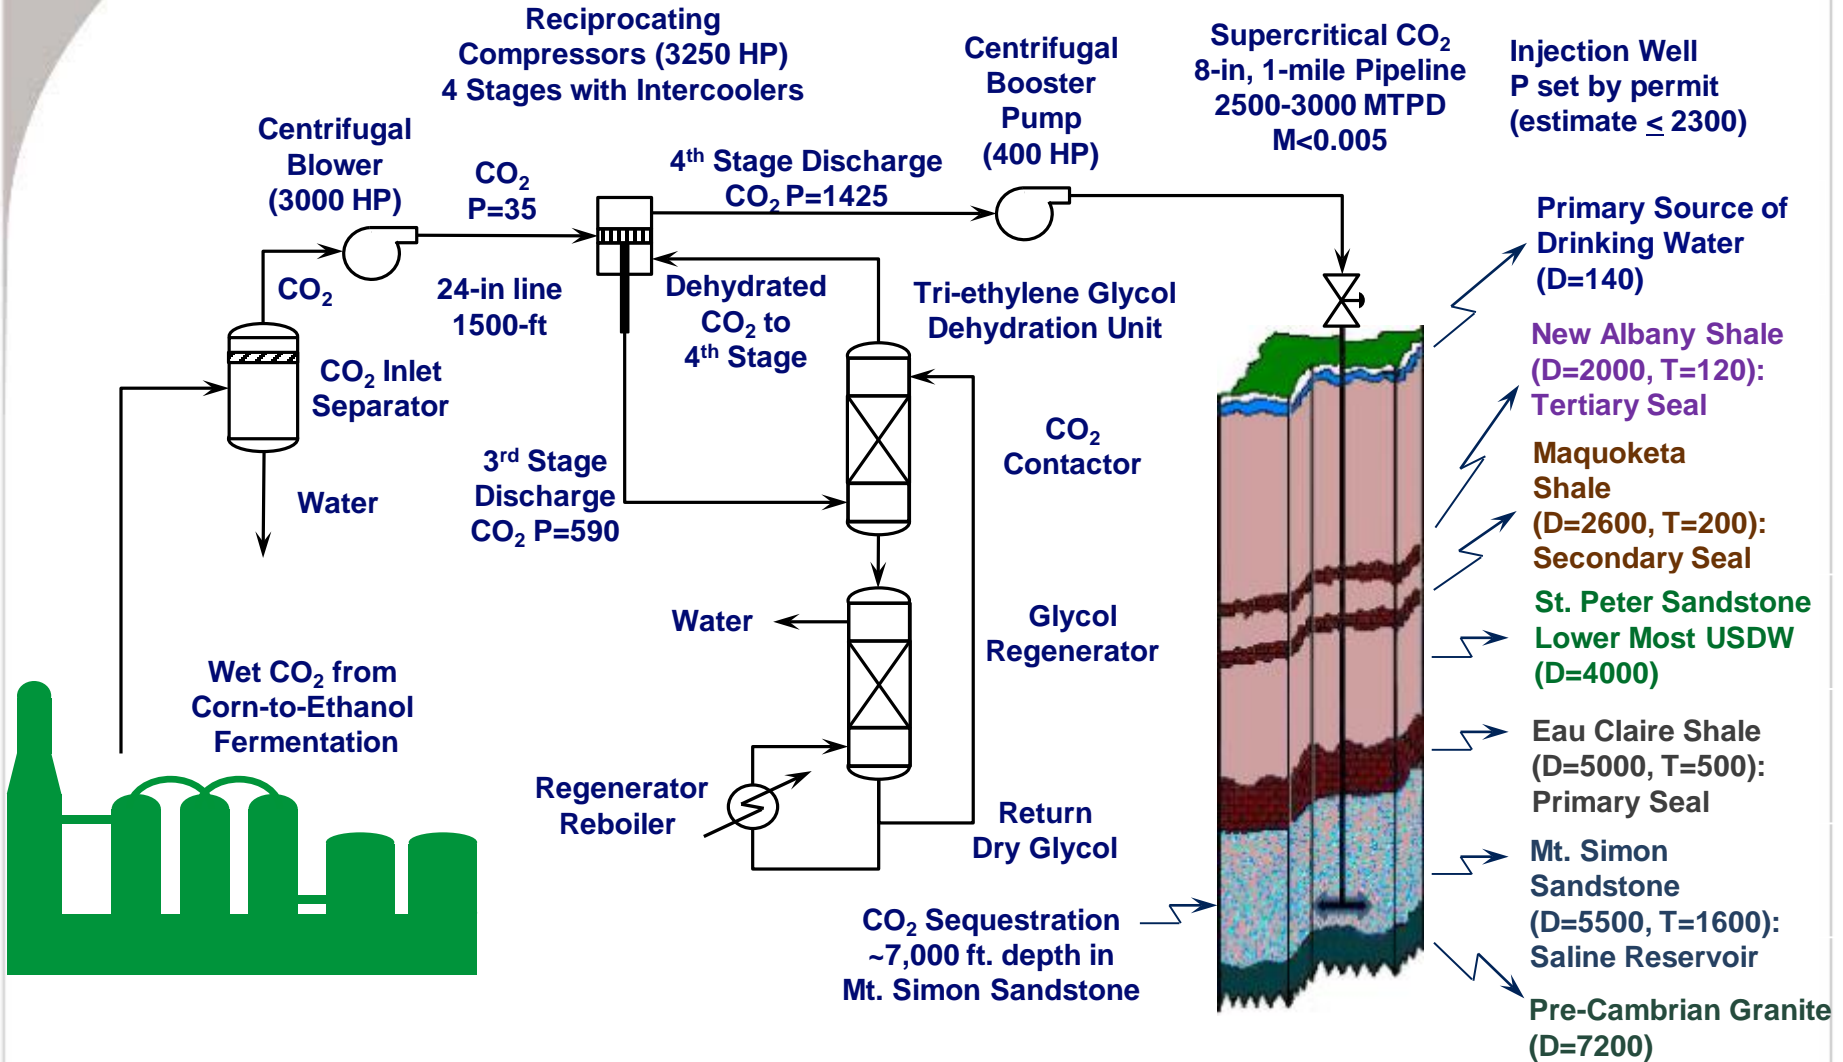 Reciprocating
Compressors (3250 HP)
4 Stages with Intercoolers
Centrifugal
Booster
Pump
(400 HP)
Supercritical CO2
8-in, 1-mile Pipeline
2500-3000 MTPD
M<0.005
Injection Well
P set by permit
(estimate ≤ 2300)
Centrifugal
Blower
(3000 HP)
CO2
P=35
4th Stage Discharge
CO2 P=1425
CO2
24-in line
1500-ft
Dehydrated
CO2 to
4th Stage
Tri-ethylene Glycol
Dehydration Unit
CO2 Inlet
Separator
Water
3rd Stage
Discharge
CO2 P=590
CO2
Contactor
Water
Glycol
Regenerator
Wet CO2 from
Corn-to-Ethanol
Fermentation
Regenerator
Reboiler
Return
Dry Glycol
CO2 Sequestration
~7,000 ft. depth in
Mt. Simon Sandstone
Primary Source of
Drinking Water
(D=140)
New Albany Shale
(D=2000, T=120):
Tertiary Seal
Maquoketa
Shale
(D=2600, T=200):
Secondary Seal
St. Peter Sandstone
Lower Most USDW
(D=4000)
Eau Claire Shale
(D=5000, T=500):
Primary Seal
Mt. Simon
Sandstone
(D=5500, T=1600):
Saline Reservoir
Pre-Cambrian Granite
(D=7200)